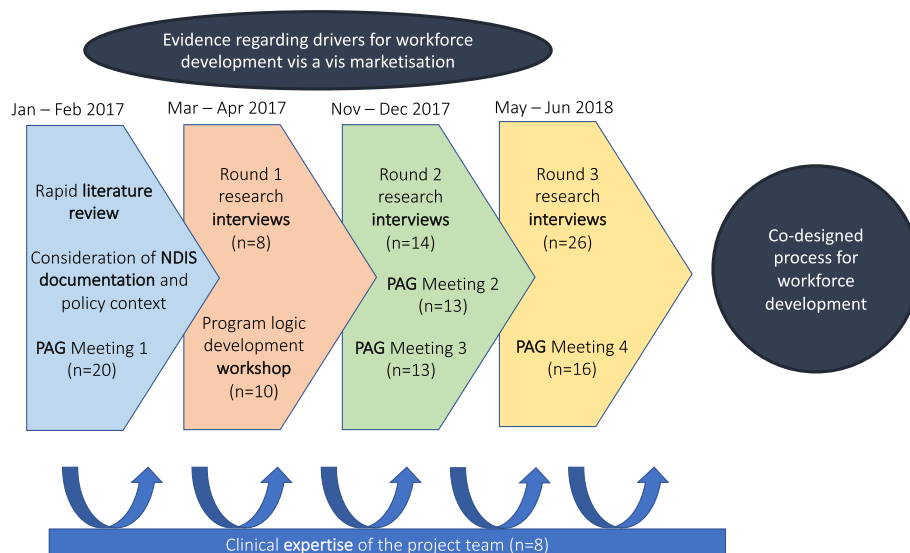 Evidence regarding drivers for workforce
development vis a vis marketisation
Jan – Feb 2017
Rapid literature
review
Consideration of NDIS
documentation and
policy context
PAG Meeting 1
(n=20)
Mar – Apr 2017
Round 1
research
interviews
(n=8)
Program logic
development
workshop
(n=10)
Nov – Dec 2017
Round 2
research
interviews
(n=14)
PAG Meeting 2
(n=13)
PAG Meeting 3
(n=13)
May – Jun 2018
Round 3
research
interviews
(n=26)
PAG Meeting 4
(n=16)
Co-designed
process for
workforce
development
Clinical expertise of the project team (n=8)